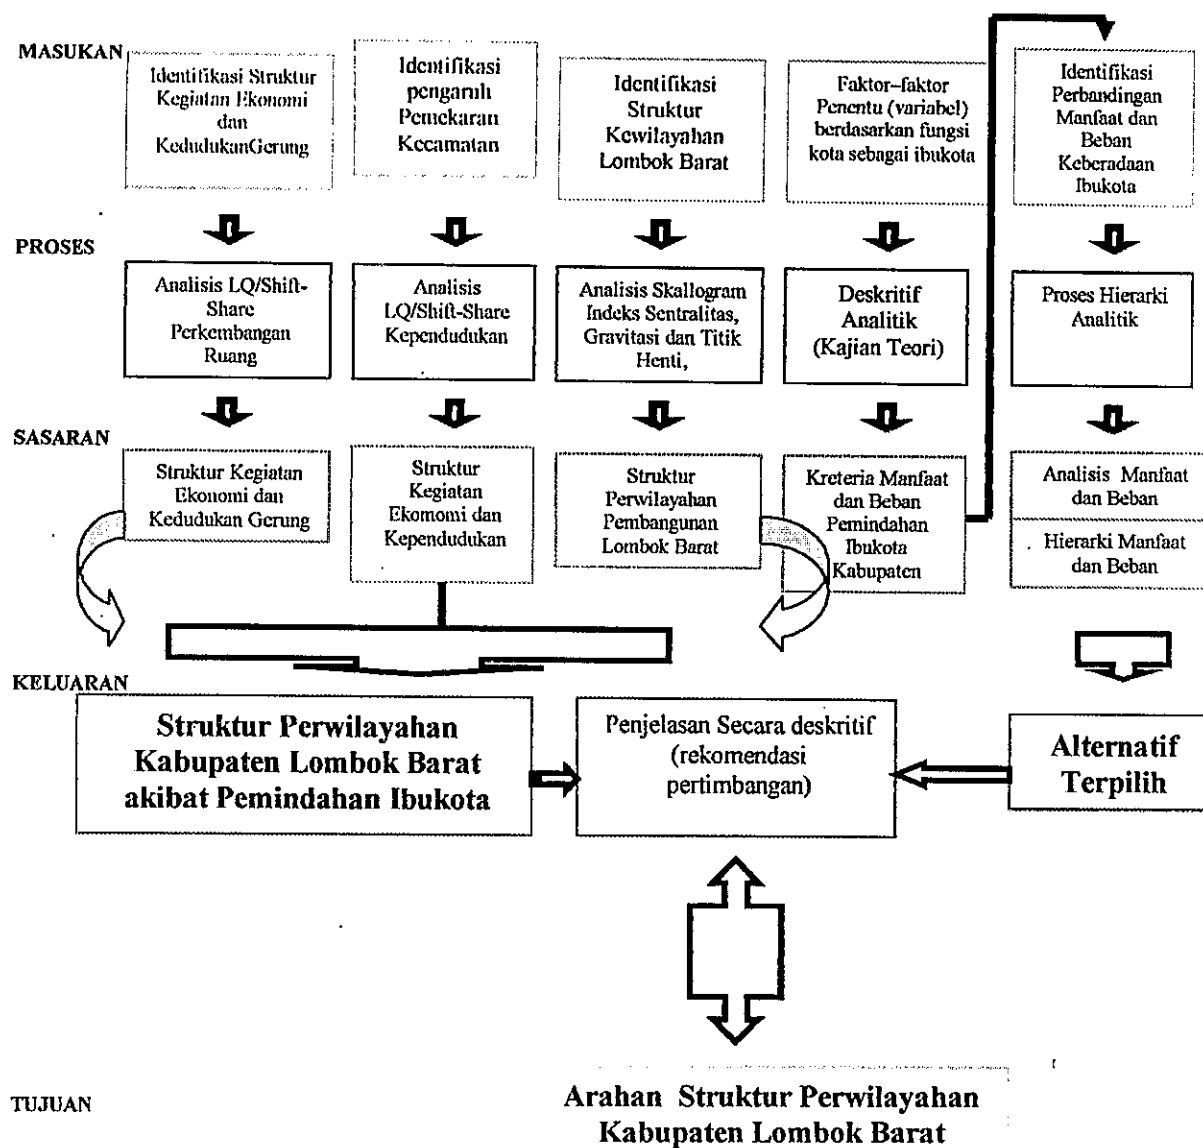 MASUKAN
Identifikasi Struktur
Kegiatan Ekonomi
dan
KedudukanGerung
Identifikasi
pengaruh
Pemekaran
Kecamatan
Identifikasi
Struktur
Kewilayahan
Lombok Barat
Faktor–faktor
Penentu (variabel)
berdasarkan fungsi
kota sebagai ibukota
Identifikasi
Perbandingan
Manfaat dan
Beban
Keberadaan
Ibukota
PROSES
Analisis LQ/Shift-
Share
Perkembangan
Ruang
Analisis
LQ/Shift-Share
Kependudukan
Analisis Skallogram
Indeks Sentralitas,
Gravitasi dan Titik
Henti,
Deskritif
Analitik
(Kajian Teori)
Proses Hierarki
Analitik
SASARAN
Struktur Kegiatan
Ekonomi dan
Kedudukan Gerung
Struktur
Kegiatan
Ekomomi dan
Kependudukan
Struktur
Perwilayahan
Pembangunan
Lombok Barat
Kreteria Manfaat
dan Beban
Pemindahan
Ibukota
Kabupaten
Analisis Manfaat
dan Beban
Hierarki Manfaat
dan Beban
KELUARAN
Struktur Perwilayahan
Kabupaten Lombok Barat
akibat Pemindahan Ibukota
Penjelasan Secara deskritif
(rekomendasi
pertimbangan)
Alternatif
Terpilih
TUJUAN
Arahan Struktur Perwilayahan
Kabupaten Lombok Barat